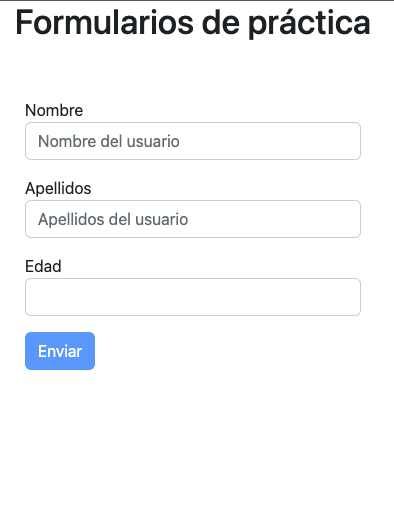 Formularios de práctica
Nombre
Nombre del usuario
Apellidos
Apellidos del usuario
Edad
Enviar